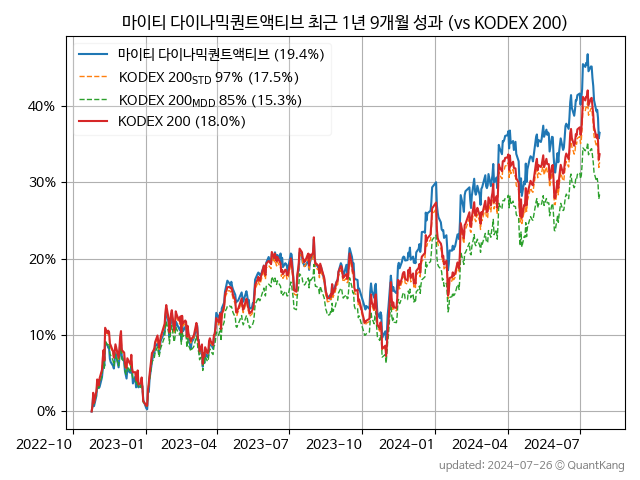 마이티 다이나믹퀀트액티브 최근 1년 9개월 성과 (vs KODEX 200)
마이티 다이나믹퀀트액티브 (19.4%)
KODEX 200STD 97% (17.5%)
KODEX 200MDD 85% (15.3%)
KODEX 200 (18.0%)
40%
30%
20%
10%
0%
2022-10 2023-01 2023-04 2023-07 2023-10 2024-01 2024-04 2024-07
updated: 2024-07-26 © QuantKang